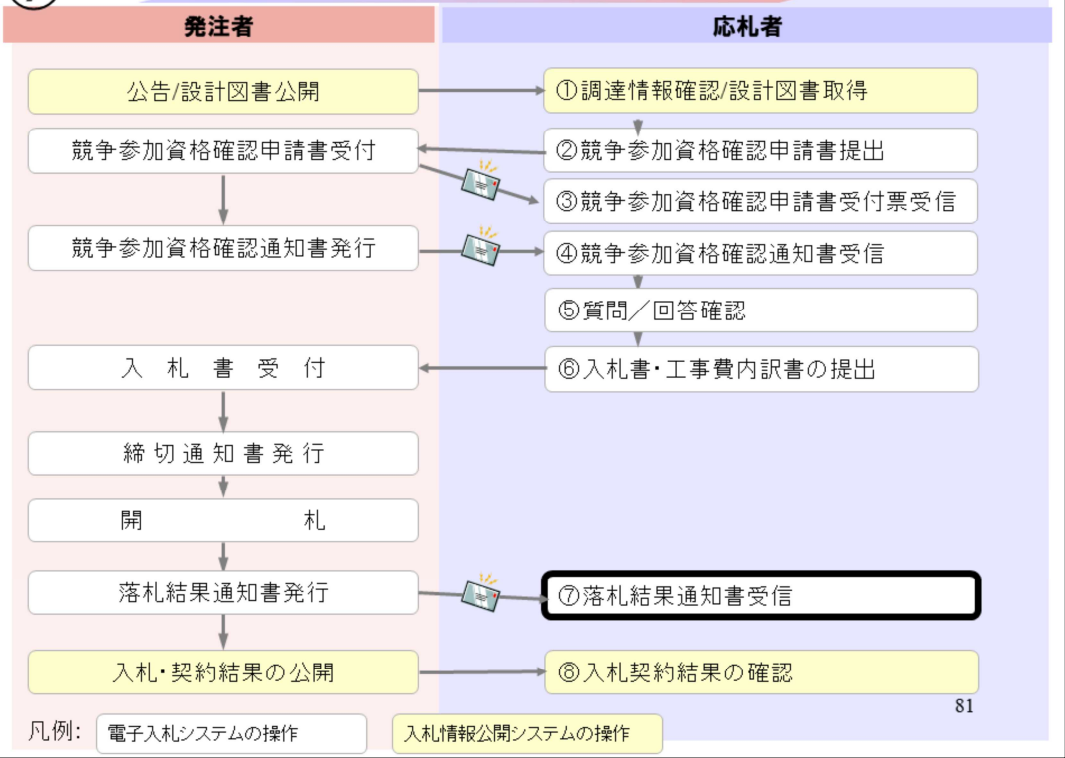 発注者
応札者
公告/設計図書公開
①調達情報確認/設計図書取得
競争参加資格確認申請書受付
②競争参加資格確認申請書提出
③競争参加資格確認申請書受付票受信
競争参加資格確認通知書発行
④競争参加資格確認通知書受信
⑤質問／回答確認
入札書受付
⑥入札書・工事費内訳書の提出
締切通知書発行
開札
落札結果通知書発行
⑦落札結果通知書受信
入札・契約結果の公開
⑧入札契約結果の確認
81
凡例:
電子入札システムの操作
入札情報公開システムの操作